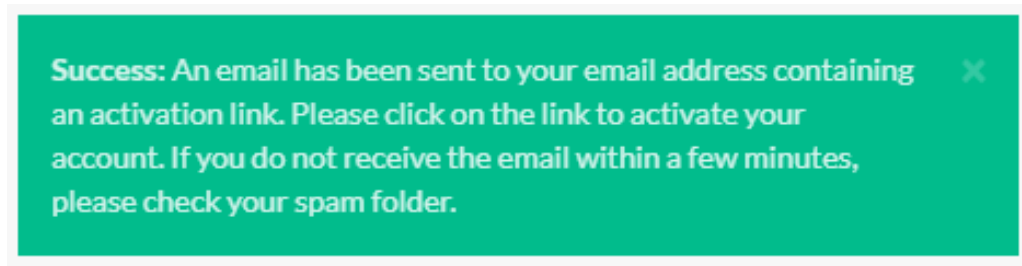 Success: An email has been sent to your email address containing
an activation link. Please click on the link to activate your
account. If you do not receive the email within a few minutes,
please check your spam folder.